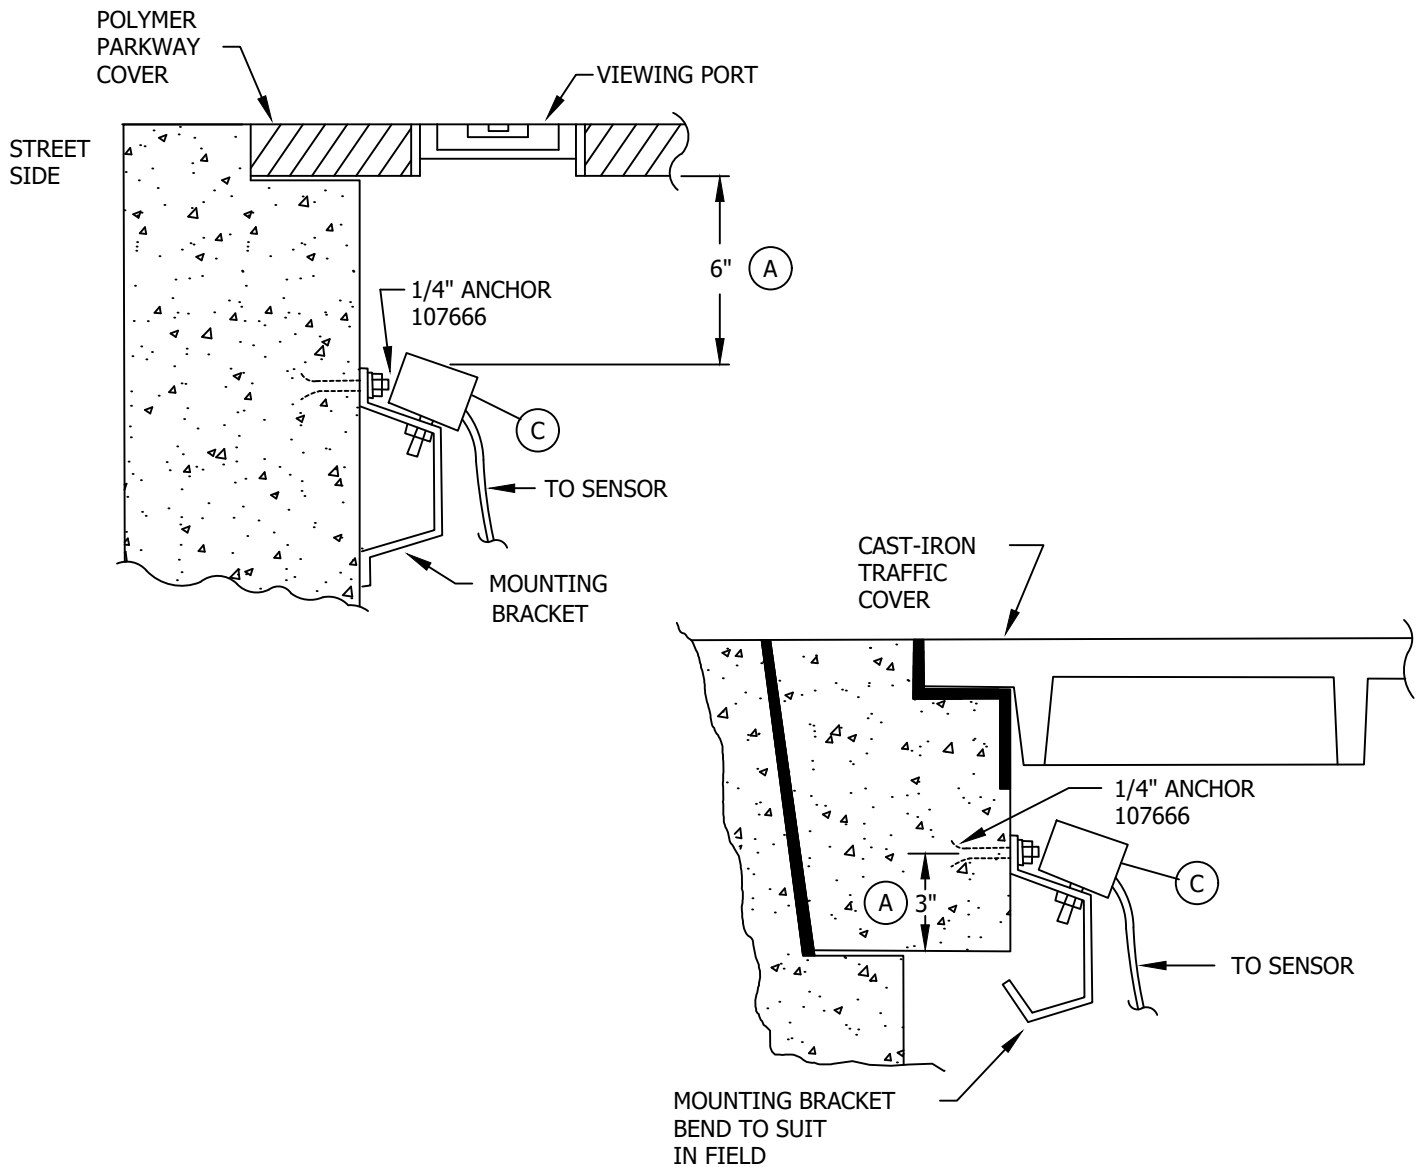 POLYMER
PARKWAY
COVER
VIEWING PORT
STREET
SIDE
6" A
1/4" ANCHOR
107666
C
TO SENSOR
MOUNTING
BRACKET
CAST-IRON
TRAFFIC
COVER
1/4" ANCHOR
107666
C
A 3"
TO SENSOR
MOUNTING BRACKET
BEND TO SUIT
IN FIELD